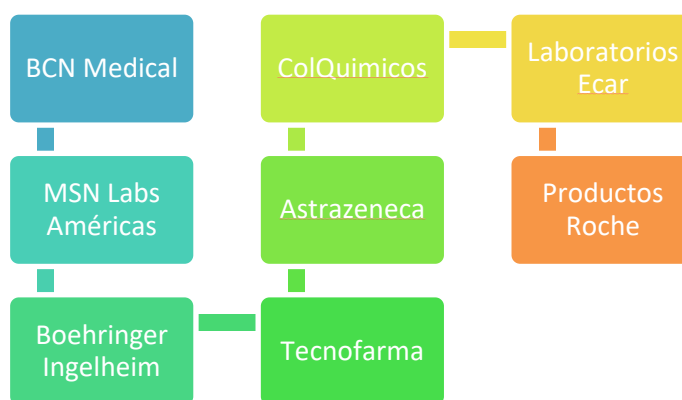 BCN Medical
MSN Labs
Américas
Boehringer
Ingelheim
Tecnofarma
Astrazeneca
ColQuimicos
Laboratorios
Ecar
Productos
Roche